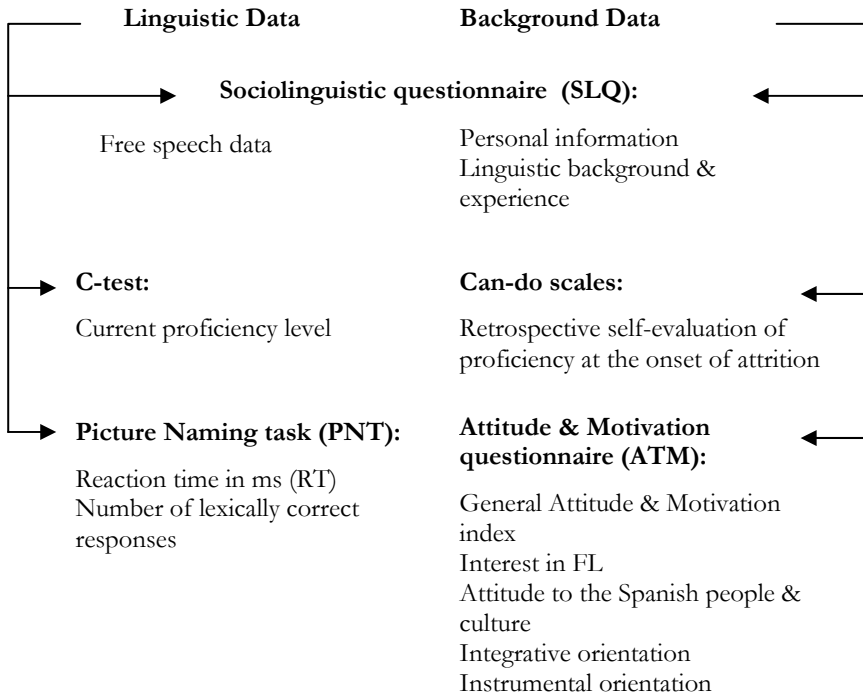 Linguistic Data
Background Data
Sociolinguistic questionnaire (SLQ):
Free speech data
Personal information
Linguistic background &
experience
C-test:
Current proficiency level
Can-do scales:
Retrospective self-evaluation of
proficiency at the onset of attrition
Picture Naming task (PNT):
Reaction time in ms (RT)
Number of lexically correct
responses
Attitude & Motivation
questionnaire (ATM):
General Attitude & Motivation
index
Interest in FL
Attitude to the Spanish people &
culture
Integrative orientation
Instrumental orientation